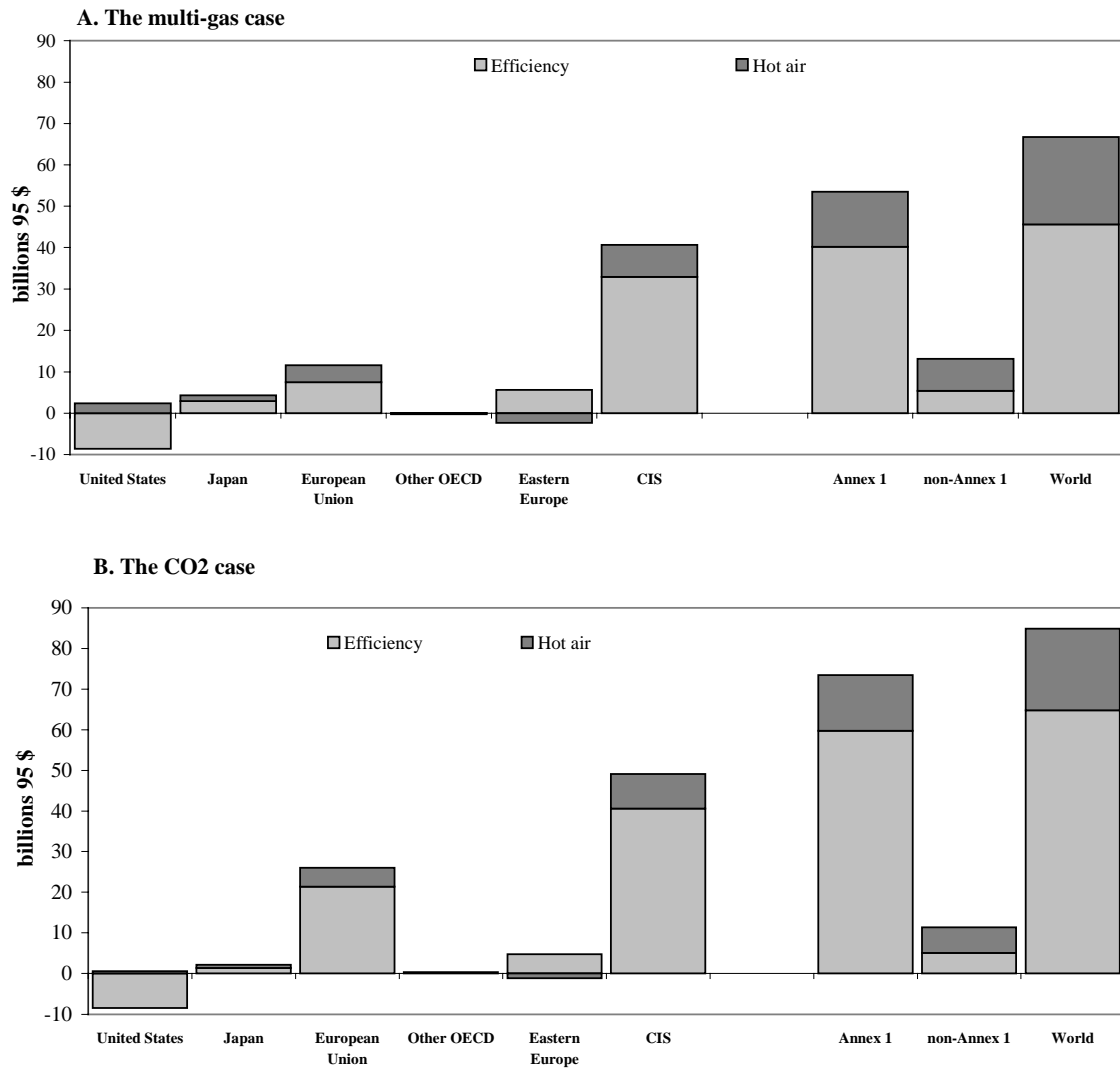 A. The multi-gas case
90
80
70
60
50
40
30
20
10
0
-10
billions 95 $
Efficiency Hot air
United States Japan European Other OECD Eastern CIS Annex 1 non-Annex 1 World
Union Europe
B. The CO2 case
90
80
70
60
50
40
30
20
10
0
-10
billions 95 $
Efficiency Hot air
United States Japan European Other OECD Eastern CIS Annex 1 non-Annex 1 World
Union Europe